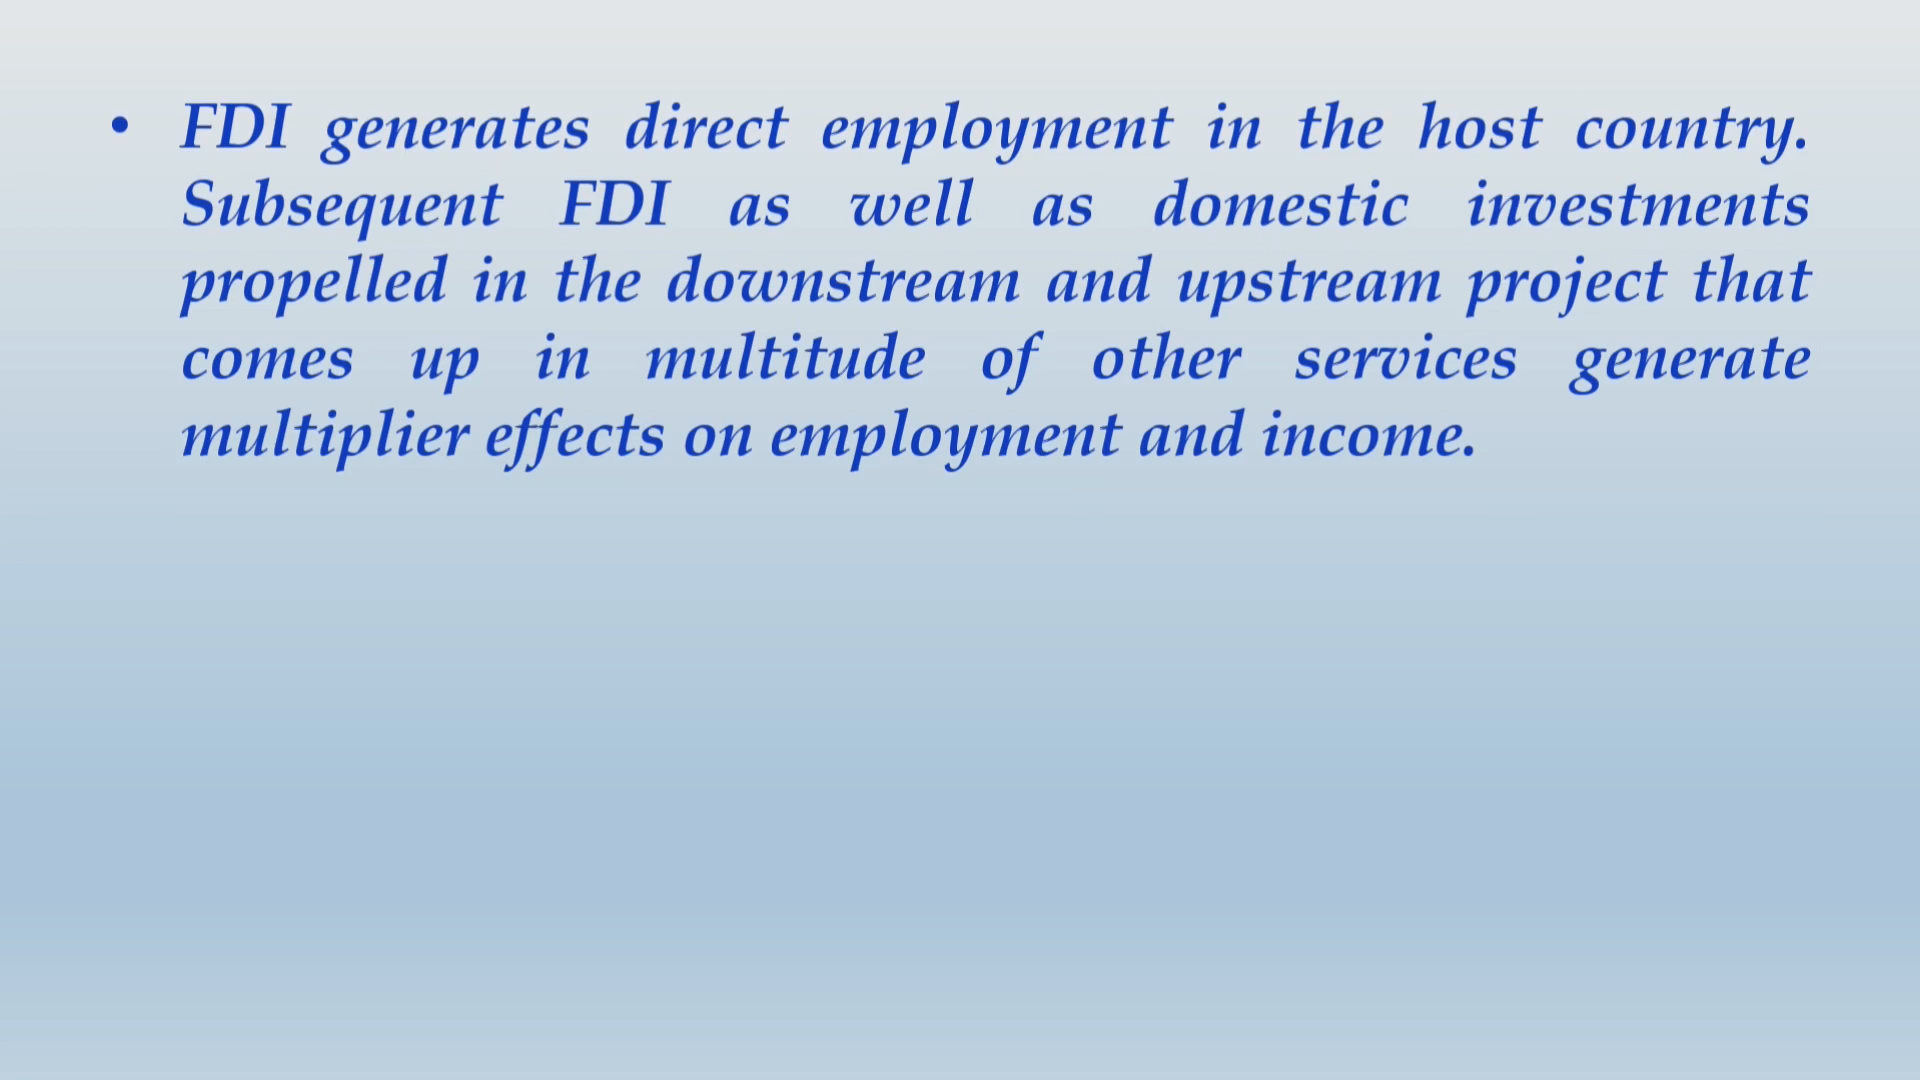 • FDI generates direct employment in the host country.
Subsequent FDI as well as domestic investments
propelled in the downstream and upstream project that
comes up in multitude of other services generate
multiplier effects on employment and income.